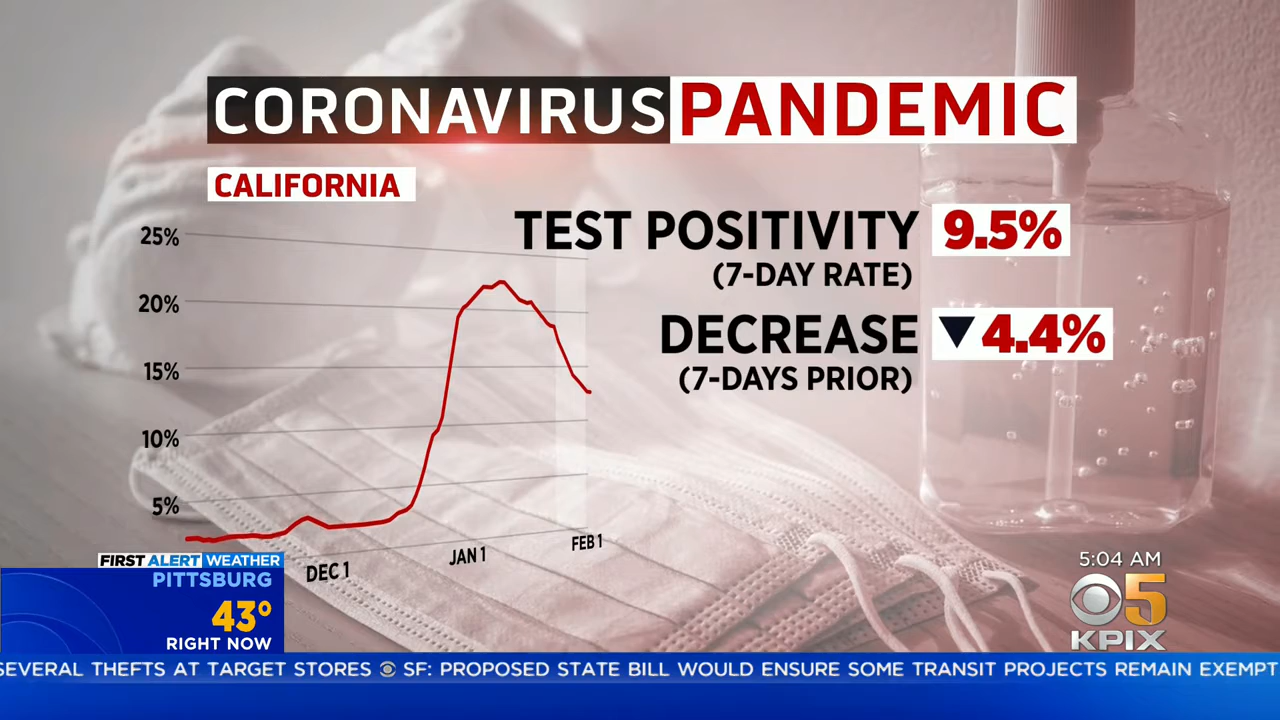 CORONAVIRUS PANDEMIC
CALIFORNIA
TEST POSITIVITY 9.5%
(7-DAY RATE)
DECREASE ▼4.4%
(7-DAYS PRIOR)
25%
20%
15%
10%
5%
DEC 1
JAN 1
FEB 1
FIRST ALERT WEATHER
PITTSBURG
43°
RIGHT NOW
5:04 AM
5
KPIX
SEVERAL THEFTS AT TARGET STORES SF: PROPOSED STATE BILL WOULD ENSURE SOME TRANSIT PROJECTS REMAIN EXEMPT